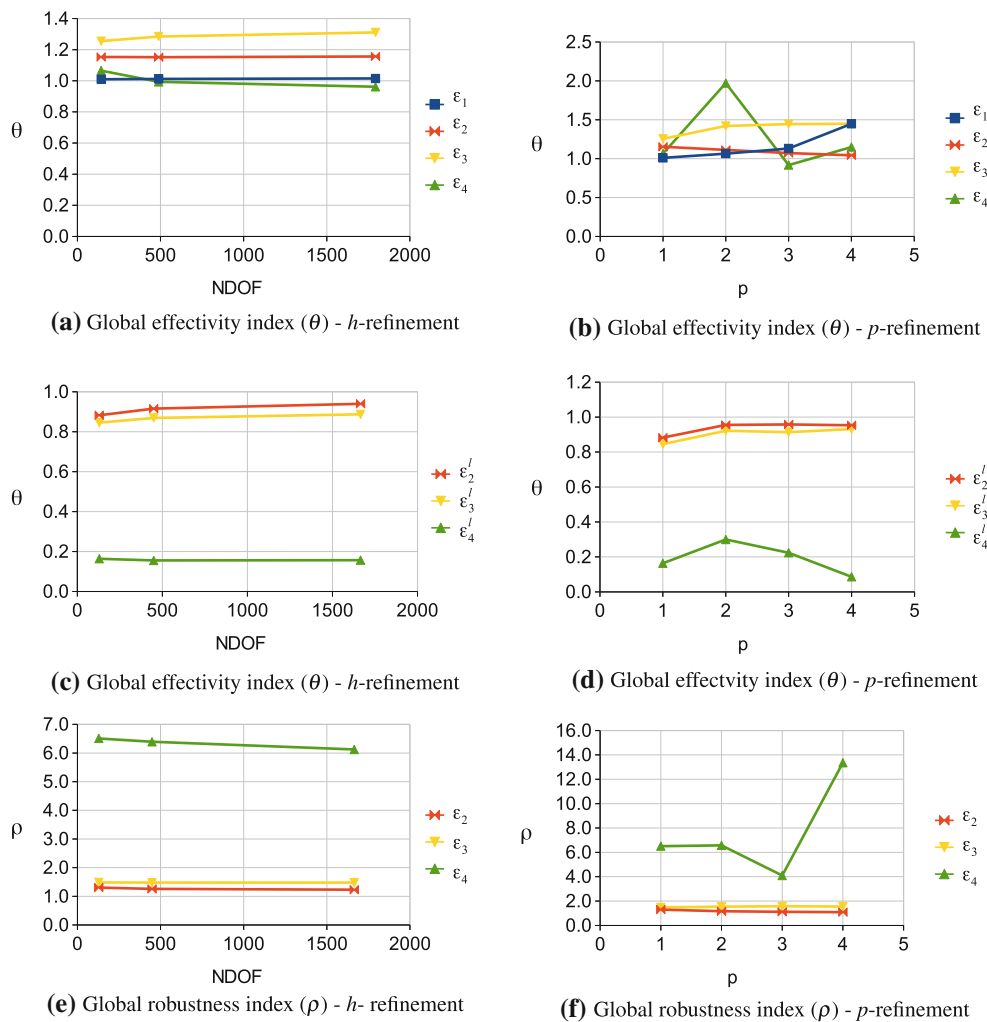 1.4
1.2
1.0
0.8
0.6
0.4
0.2
0.0
θ
0 500 1000 1500 2000
NDOF
ε1
ε2
ε3
ε4
(a) Global effectivity index (θ) - h-refinement
2.5
2.0
1.5
1.0
0.5
0.0
θ
0 1 2 3 4 5
p
ε1
ε2
ε3
ε4
(b) Global effectivity index (θ) - p-refinement
1.0
0.8
0.6
0.4
0.2
0.0
θ
0 500 1000 1500 2000
NDOF
ε2^l
ε3^l
ε4^l
(c) Global effectivity index (θ) - h-refinement
1.2
1.0
0.8
0.6
0.4
0.2
0.0
θ
0 1 2 3 4 5
p
ε2^l
ε3^l
ε4^l
(d) Global effectvity index (θ) - p-refinement
7.0
6.0
5.0
4.0
3.0
2.0
1.0
0.0
ρ
0 500 1000 1500 2000
NDOF
ε2
ε3
ε4
(e) Global robustness index (ρ) - h- refinement
16.0
14.0
12.0
10.0
8.0
6.0
4.0
2.0
0.0
ρ
0 1 2 3 4 5
p
ε2
ε3
ε4
(f) Global robustness index (ρ) - p-refinement